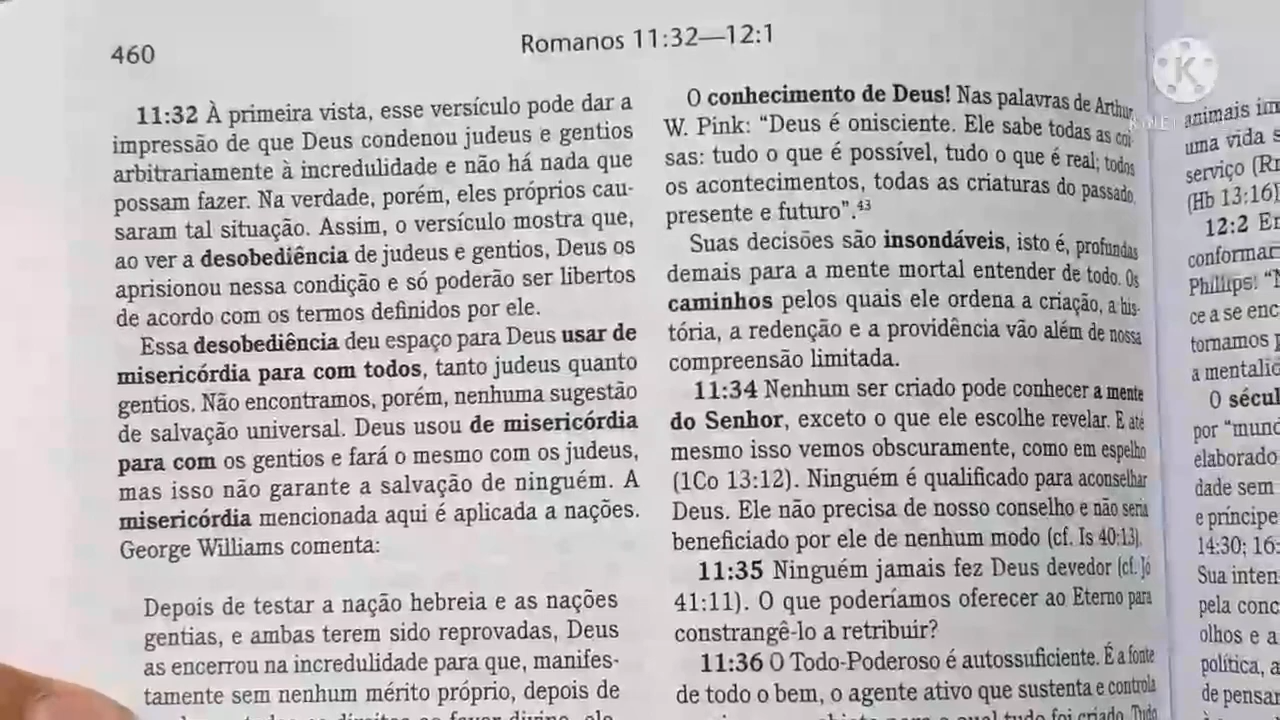 460
Romanos 11:32—12:1
11:32 À primeira vista, esse versículo pode dar a
impressão de que Deus condenou judeus e gentios
arbitrariamente à incredulidade e não há nada que
possam fazer. Na verdade, porém, eles próprios cau-
saram tal situação. Assim, o versículo mostra que,
ao ver a desobediência de judeus e gentios, Deus os
aprisionou nessa condição e só poderão ser libertos
de acordo com os termos definidos por ele.
Essa desobediência deu espaço para Deus usar de
misericórdia para com todos, tanto judeus quanto
gentios. Não encontramos, porém, nenhuma sugestão
de salvação universal. Deus usou de misericórdia
para com os gentios e fará o mesmo com os judeus,
mas isso não garante a salvação de ninguém. A
misericórdia mencionada aqui é aplicada a nações.
George Williams comenta:
Depois de testar a nação hebreia e as nações
gentias, e ambas terem sido reprovadas, Deus
as encerrou na incredulidade para que, manifes-
tamente sem nenhum mérito próprio, depois de
O conhecimento de Deus! Nas palavras de Arthur
W. Pink: “Deus é onisciente. Ele sabe todas as coi-
sas: tudo o que é possível, tudo o que é real; todos
os acontecimentos, todas as criaturas do passado,
presente e futuro”.43
Suas decisões são insondáveis, isto é, profundas
demais para a mente mortal entender de todo. Os
caminhos pelos quais ele ordena a criação, a his-
tória, a redenção e a providência vão além de nossa
compreensão limitada.
11:34 Nenhum ser criado pode conhecer a mente
do Senhor, exceto o que ele escolhe revelar. E até
mesmo isso vemos obscuramente, como em espelho
(1Co 13:12). Ninguém é qualificado para aconselhar
Deus. Ele não precisa de nosso conselho e não seria
beneficiado por ele de nenhum modo (cf. Is 40:13).
11:35 Ninguém jamais fez Deus devedor (cf. Jó
41:11). O que poderíamos oferecer ao Eterno para
constrangê-lo a retribuir?
11:36 O Todo-Poderoso é autossuficiente. É a fonte
de todo o bem, o agente ativo que sustenta e controla
qual tudo foi criado. Tudo
K
animais
uma vida
serviço
(Hb 13:16)
12:2
conformar
Phillips:
ce a se
tornamos
a
O
por
elaborado
dade sem
e
14:30;
Sua
pela
olhos e a
política,
de